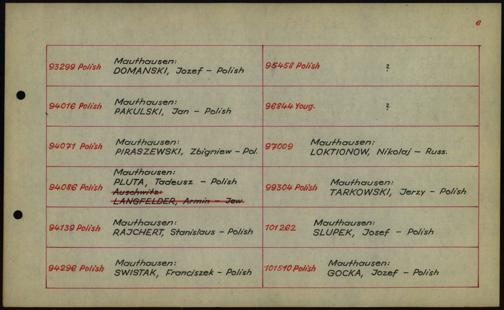 6
93299 Polish
Mauthausen:
DOMANSKI, Jozef – Polish
95458 Polish
?
94016 Polish
Mauthausen:
PAKULSKI, Jan – Polish
96844 Youg.
?
94071 Polish
Mauthausen:
PIRASZEWSKI, Zbigniew – Pol.
97009
Mauthausen:
LOKTIONOW, Nikolaj – Russ.
94086 Polish
Mauthausen:
PLUTA, Tadeusz – Polish
Auschwitz:
LANGFELDER, Armin – Jew.
99304 Polish
Mauthausen:
TARKOWSKI, Jerzy – Polish
94139 Polish
Mauthausen:
RAJCHERT, Stanislaus – Polish
101262
Mauthausen:
SLUPEK, Josef – Polish
94296 Polish
Mauthausen:
SWISTAK, Franciszek – Polish
101510 Polish
Mauthausen:
GOCKA, Jozef – Polish